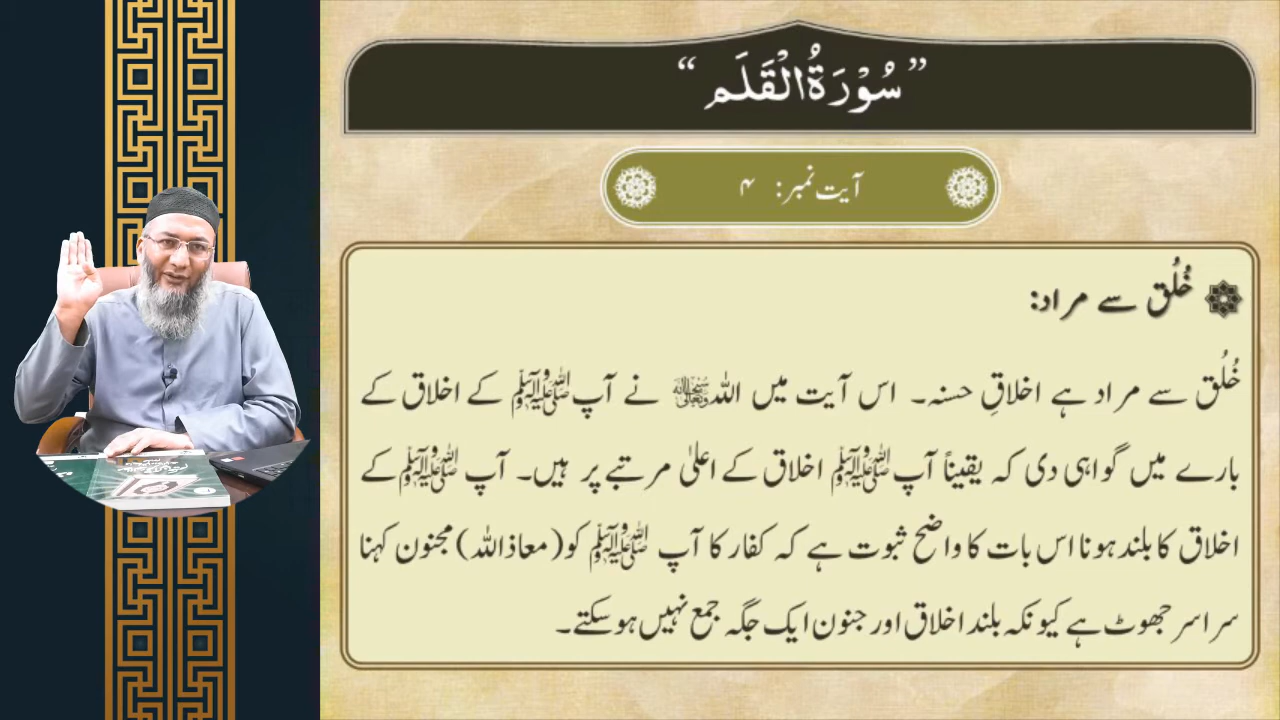 ”سُوْرَۃُ الْقَلَم“
آیت نمبر: ۴
خُلُق سے مراد:
خُلُق سے مراد ہے اخلاقِ حسنہ۔ اس آیت میں اللہ سُبْحَانَہٗ وَتَعَالٰی نے آپ ﷺ کے اخلاق کے
بارے میں گواہی دی کہ یقیناً آپ ﷺ اخلاق کے اعلیٰ مرتبے پر ہیں۔ آپ ﷺ کے
اخلاق کا بلند ہونا اس بات کا واضح ثبوت ہے کہ کفار کا آپ ﷺ کو (معاذ اللہ) مجنون کہنا
سراسر جھوٹ ہے کیونکہ بلند اخلاق اور جنون ایک جگہ جمع نہیں ہو سکتے۔